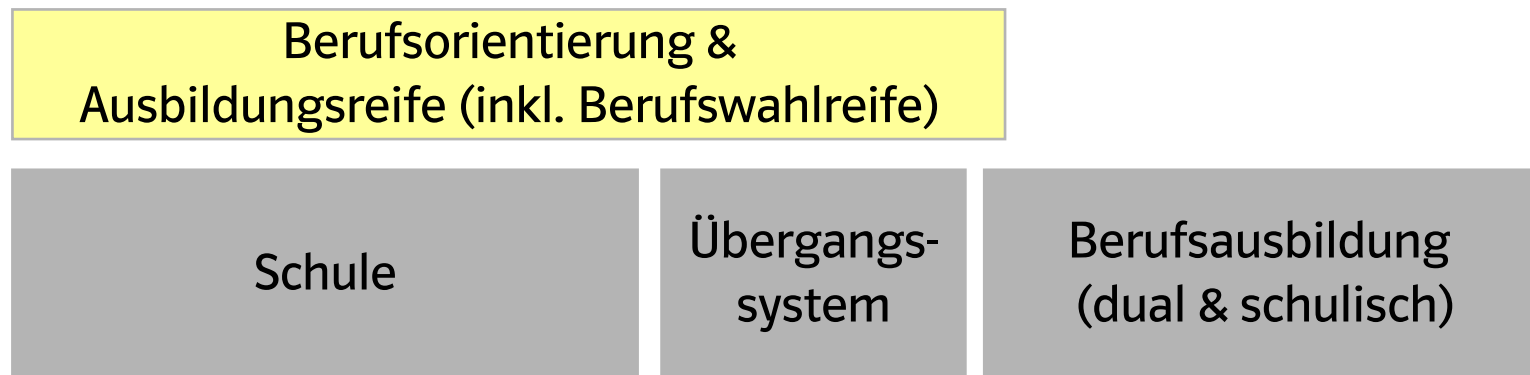 Berufsorientierung &
Ausbildungsreife (inkl. Berufswahlreife)
Schule
Übergangs-
system
Berufsausbildung
(dual & schulisch)